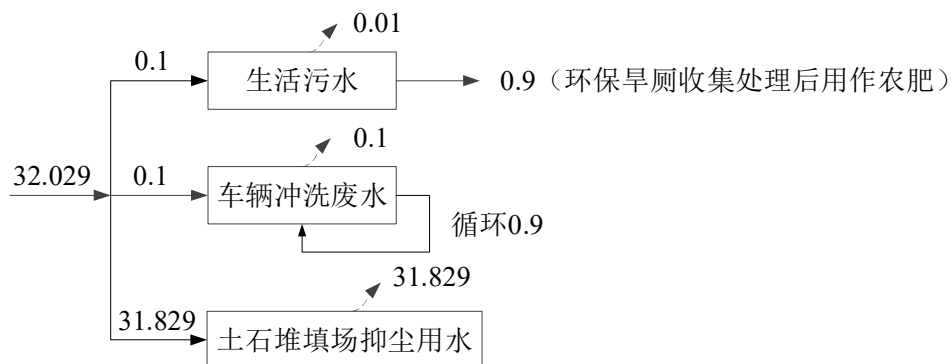 0.01
0.1
生活污水
0.9（环保旱厕收集处理后用作农肥）
0.1
32.029
0.1
车辆冲洗废水
循环0.9
31.829
31.829
土石堆填场抑尘用水